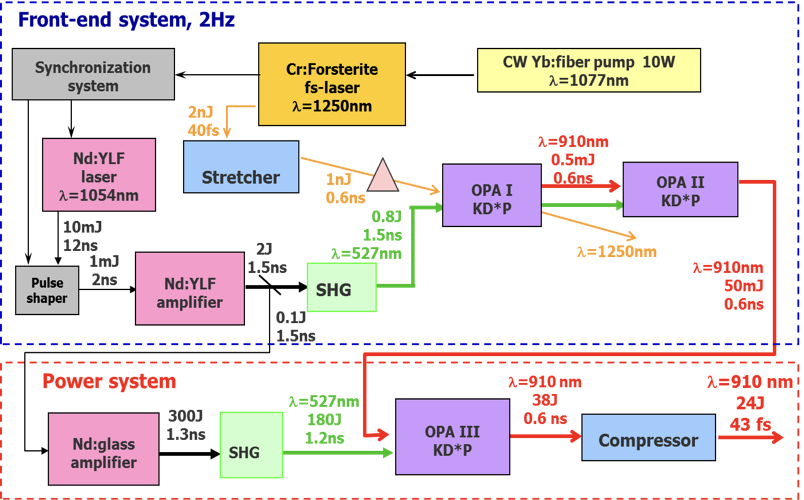 Front-end system, 2Hz
Synchronization
system
Cr:Forsterite
fs-laser
λ=1250nm
CW Yb:fiber pump 10W
λ=1077nm
2nJ
40fs
Nd:YLF
laser
λ=1054nm
Stretcher
1nJ
0.6ns
OPA I
KD*P
λ=910nm
0.5mJ
0.6ns
OPA II
KD*P
10mJ
12ns
0.8J
1.5ns
λ=527nm
λ=1250nm
Pulse
shaper
1mJ
2ns
Nd:YLF
amplifier
2J
1.5ns
SHG
0.1J
1.5ns
λ=910nm
50mJ
0.6ns
Power system
Nd:glass
amplifier
300J
1.3ns
SHG
λ=527nm
180J
1.2ns
OPA III
KD*P
λ=910 nm
38J
0.6 ns
Compressor
λ=910 nm
24J
43 fs